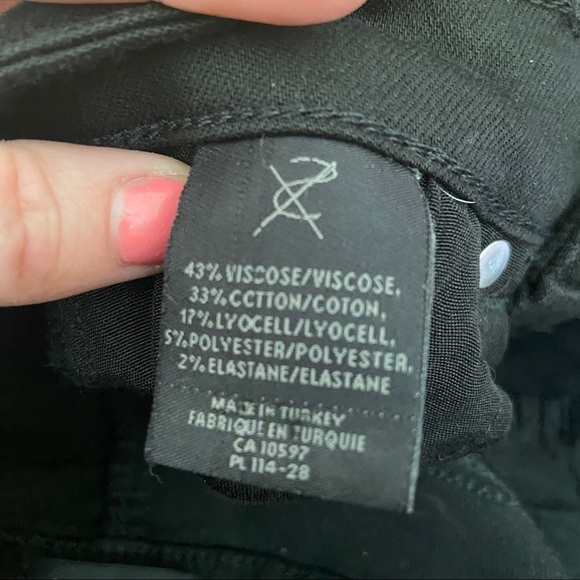 43% VISCOSE/VISCOSE,
33% COTTON/COTON,
17% LYOCELL/LYOCELL,
5% POLYESTER/POLYESTER,
2% ELASTANE/ELASTANE
MADE IN TURKEY
FABRIQUE EN TURQUIE
CA 10597
PL 114-28